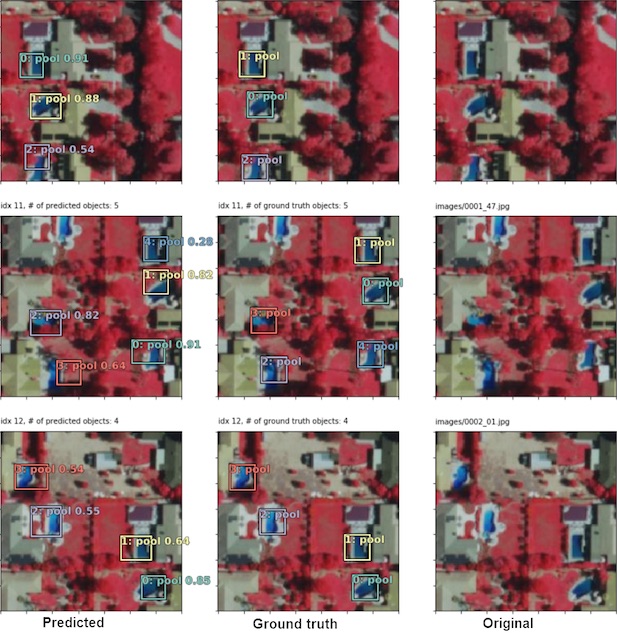 0: pool 0.91
1: pool 0.88
2: pool 0.54
1: pool
0: pool
2: pool
idx 11, # of predicted objects: 5
idx 11, # of ground truth objects: 5
images/0001_47.jpg
4: pool 0.28
1: pool 0.82
2: pool 0.82
0: pool 0.91
3: pool 0.64
1: pool
0: pool
3: pool
4: pool
2: pool
idx 12, # of predicted objects: 4
idx 12, # of ground truth objects: 4
images/0002_01.jpg
3: pool 0.54
2: pool 0.55
1: pool 0.64
0: pool 0.85
3: pool
2: pool
1: pool
0: pool
Predicted
Ground truth
Original